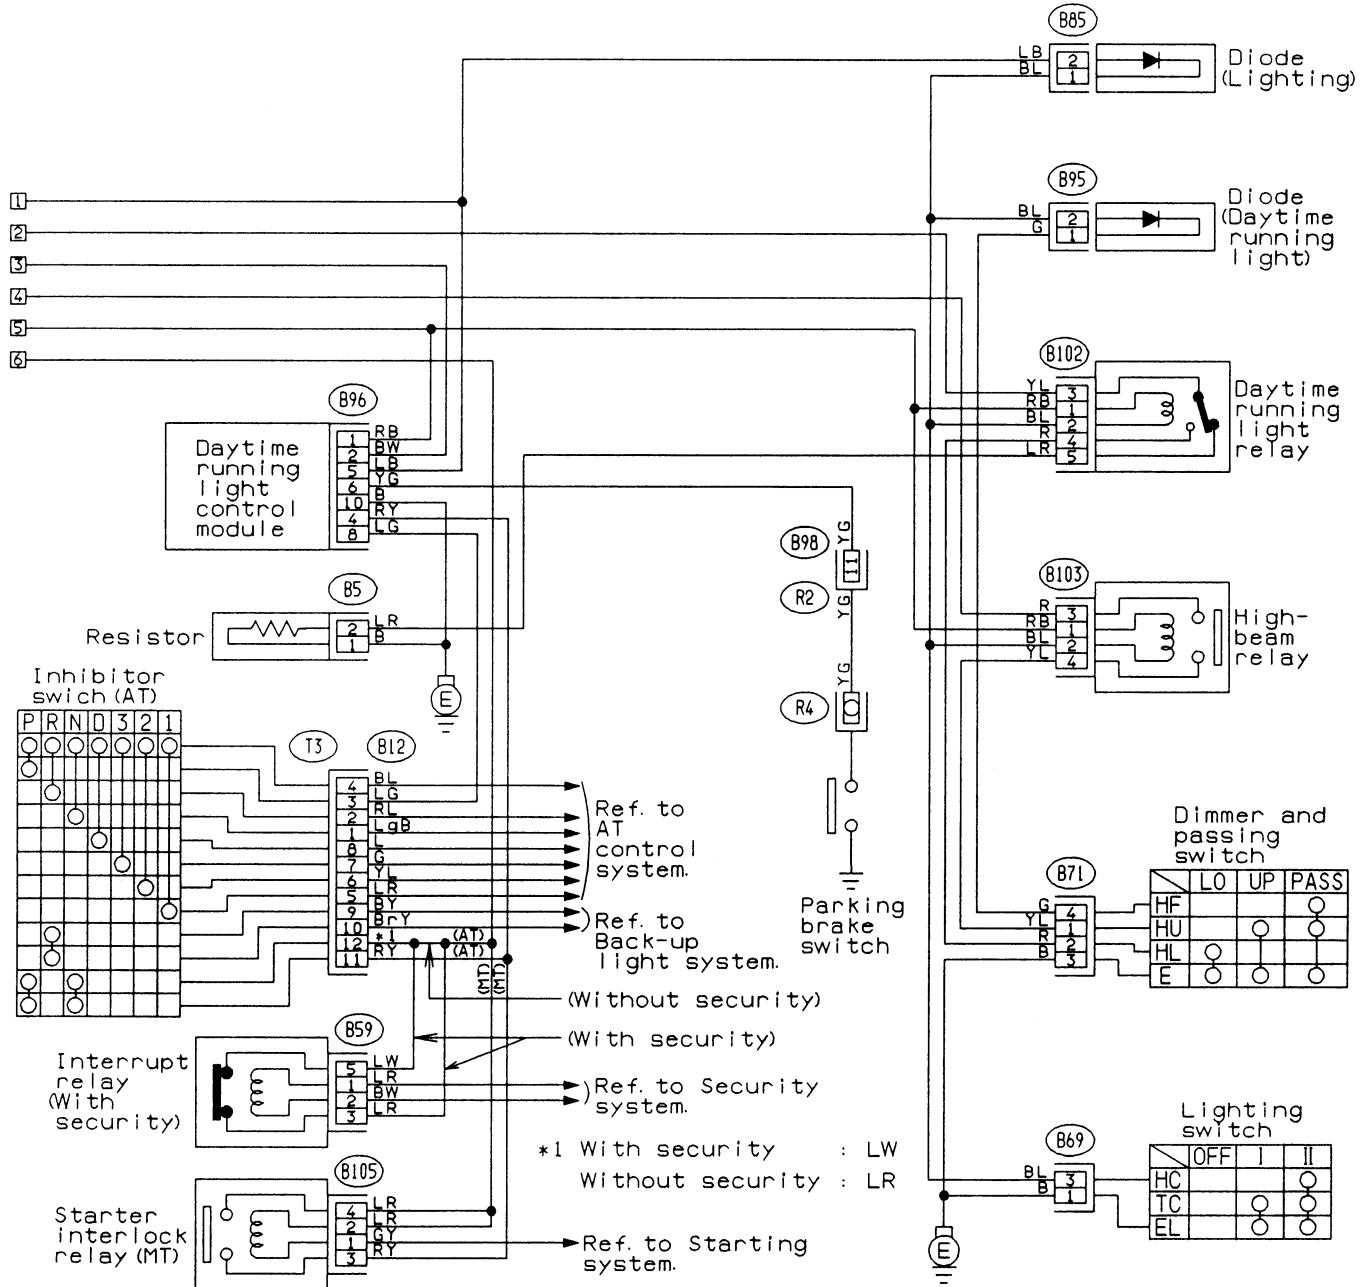 B85
LB
2
BL
1
Diode
(Lighting)
1
2
3
4
5
6
B95
BL
2
G
1
Diode
(Daytime
running
light)
B102
YL
3
RB
1
BL
2
R
4
LR
5
Daytime
running
light
relay
B96
Daytime
running
light
control
module
1
RB
2
BW
5
LB
6
YG
10
B
4
RY
8
LG
YG
B98
11
R2
YG
YG
R4
Parking
brake
switch
B103
R
3
RB
1
BL
2
YL
4
High-
beam
relay
B5
Resistor
2
LR
1
B
E
Inhibitor
swich (AT)
P R N D 3 2 1
T3
B12
4 BL
3 LG
2 RL
1 LgB
8 L
7 G
6 YL
5 LR
9 BY
10 BrY
12 *1 (AT)
11 RY (AT)
(MT)
(MT)
Ref. to
AT
control
system.
Ref. to
Back-up
light system.
(Without security)
(With security)
B59
Interrupt
relay
(With
security)
5 LW
1 LR
2 BW
3 LR
Ref. to Security
system.
*1 With security : LW
Without security : LR
B105
Starter
interlock
relay (MT)
4 LR
2 LR
1 GY
3 RY
Ref. to Starting
system.
Dimmer and
passing
switch
B71
G 4
YL 1
R 2
B 3
LO UP PASS
HF
HU
HL
E
Lighting
switch
B69
BL 3
B 1
OFF I II
HC
TC
EL
E